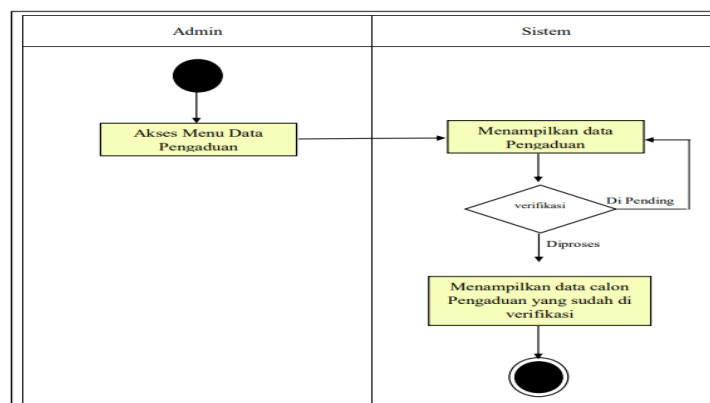 Admin
Sistem
Akses Menu Data
Pengaduan
Menampilkan data
Pengaduan
verifikasi
Di Pending
Diproses
Menampilkan data calon
Pengaduan yang sudah di
verifikasi